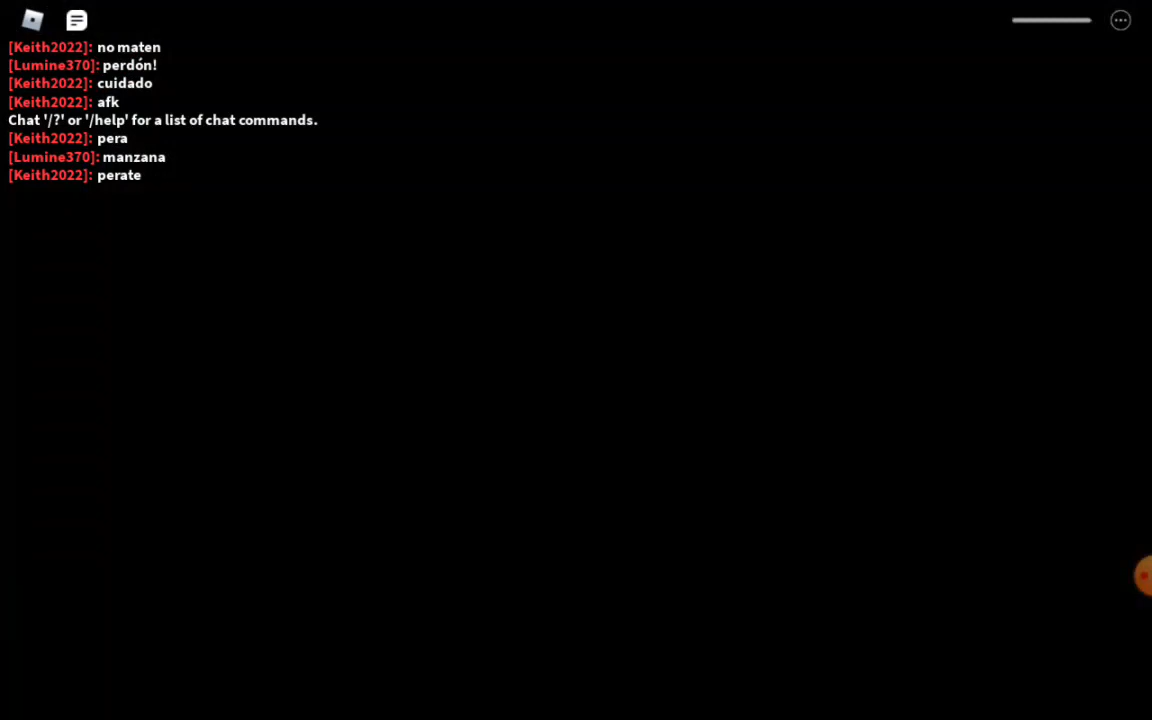 [Keith2022]: no maten
[Lumine370]: perdón!
[Keith2022]: cuidado
[Keith2022]: afk
Chat '/?' or '/help' for a list of chat commands.
[Keith2022]: pera
[Lumine370]: manzana
[Keith2022]: perate